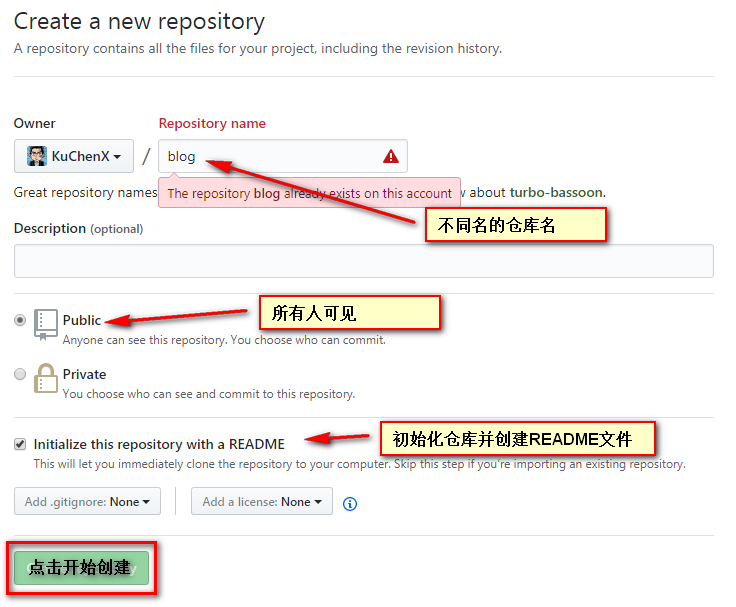 Create a new repository
A repository contains all the files for your project, including the revision history.
Owner
Repository name
KuChenX / blog
Great repository names
The repository blog already exists on this account
w about turbo-bassoon.
不同名的仓库名
Description (optional)
所有人可见
Public
Anyone can see this repository. You choose who can commit.
Private
You choose who can see and commit to this repository.
初始化仓库并创建README文件
Initialize this repository with a README
This will let you immediately clone the repository to your computer. Skip this step if you're importing an existing repository.
Add .gitignore: None
Add a license: None
点击开始创建